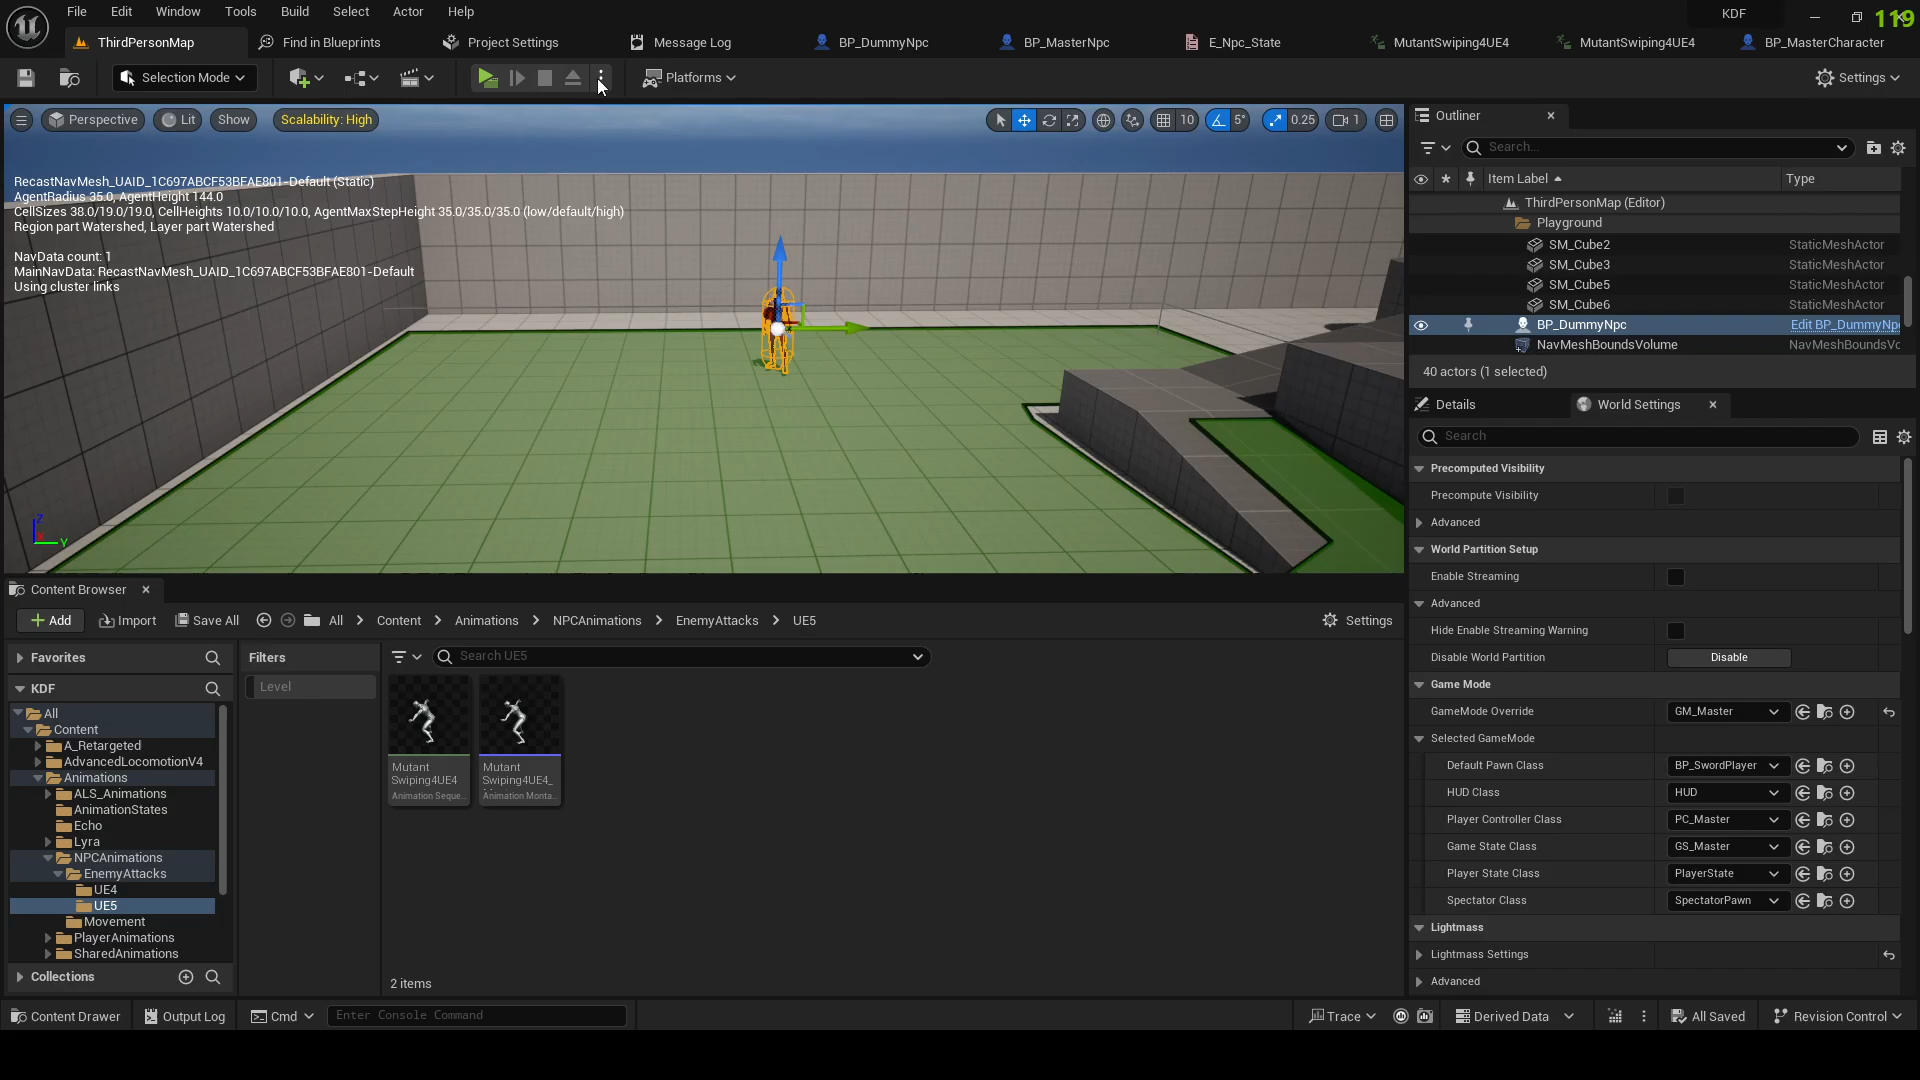 File Edit Window Tools Build Select Actor Help
KDF
119
ThirdPersonMap Find in Blueprints Project Settings Message Log BP_DummyNpc BP_MasterNpc E_Npc_State MutantSwiping4UE4 MutantSwiping4UE4 BP_MasterCharacter
Selection Mode Platforms Settings
Perspective Lit Show Scalability: High 10 5° 0.25 1
RecastNavMesh_UAID_1C697ABCF53BFAE801-Default (Static)
AgentRadius 35.0, AgentHeight 144.0
CellSizes 38.0/19.0/19.0, CellHeights 10.0/10.0/10.0, AgentMaxStepHeight 35.0/35.0/35.0 (low/default/high)
Region part Watershed, Layer part Watershed
NavData count: 1
MainNavData: RecastNavMesh_UAID_1C697ABCF53BFAE801-Default
Using cluster links
Z
Y
Outliner
Search...
Item Label Type
ThirdPersonMap (Editor)
Playground
SM_Cube2 StaticMeshActor
SM_Cube3 StaticMeshActor
SM_Cube5 StaticMeshActor
SM_Cube6 StaticMeshActor
BP_DummyNpc Edit BP_DummyNpc
NavMeshBoundsVolume NavMeshBoundsVo
40 actors (1 selected)
Details World Settings
Search
Precomputed Visibility
Precompute Visibility
Advanced
World Partition Setup
Enable Streaming
Advanced
Hide Enable Streaming Warning
Disable World Partition Disable
Game Mode
GameMode Override GM_Master
Selected GameMode
Default Pawn Class BP_SwordPlayer
HUD Class HUD
Player Controller Class PC_Master
Game State Class GS_Master
Player State Class PlayerState
Spectator Class SpectatorPawn
Lightmass
Lightmass Settings
Advanced
Content Browser
Add Import Save All All Content Animations NPCAnimations EnemyAttacks UE5 Settings
Favorites
KDF
All
Content
A_Retargeted
AdvancedLocomotionV4
Animations
ALS_Animations
AnimationStates
Echo
Lyra
NPCAnimations
EnemyAttacks
UE4
UE5
Movement
PlayerAnimations
SharedAnimations
Collections
Filters
Level
Search UE5
Mutant
Swiping4UE4
Animation Seque...
Mutant
Swiping4UE4_
Animation Monta...
2 items
Content Drawer Output Log Cmd Enter Console Command Trace Derived Data All Saved Revision Control